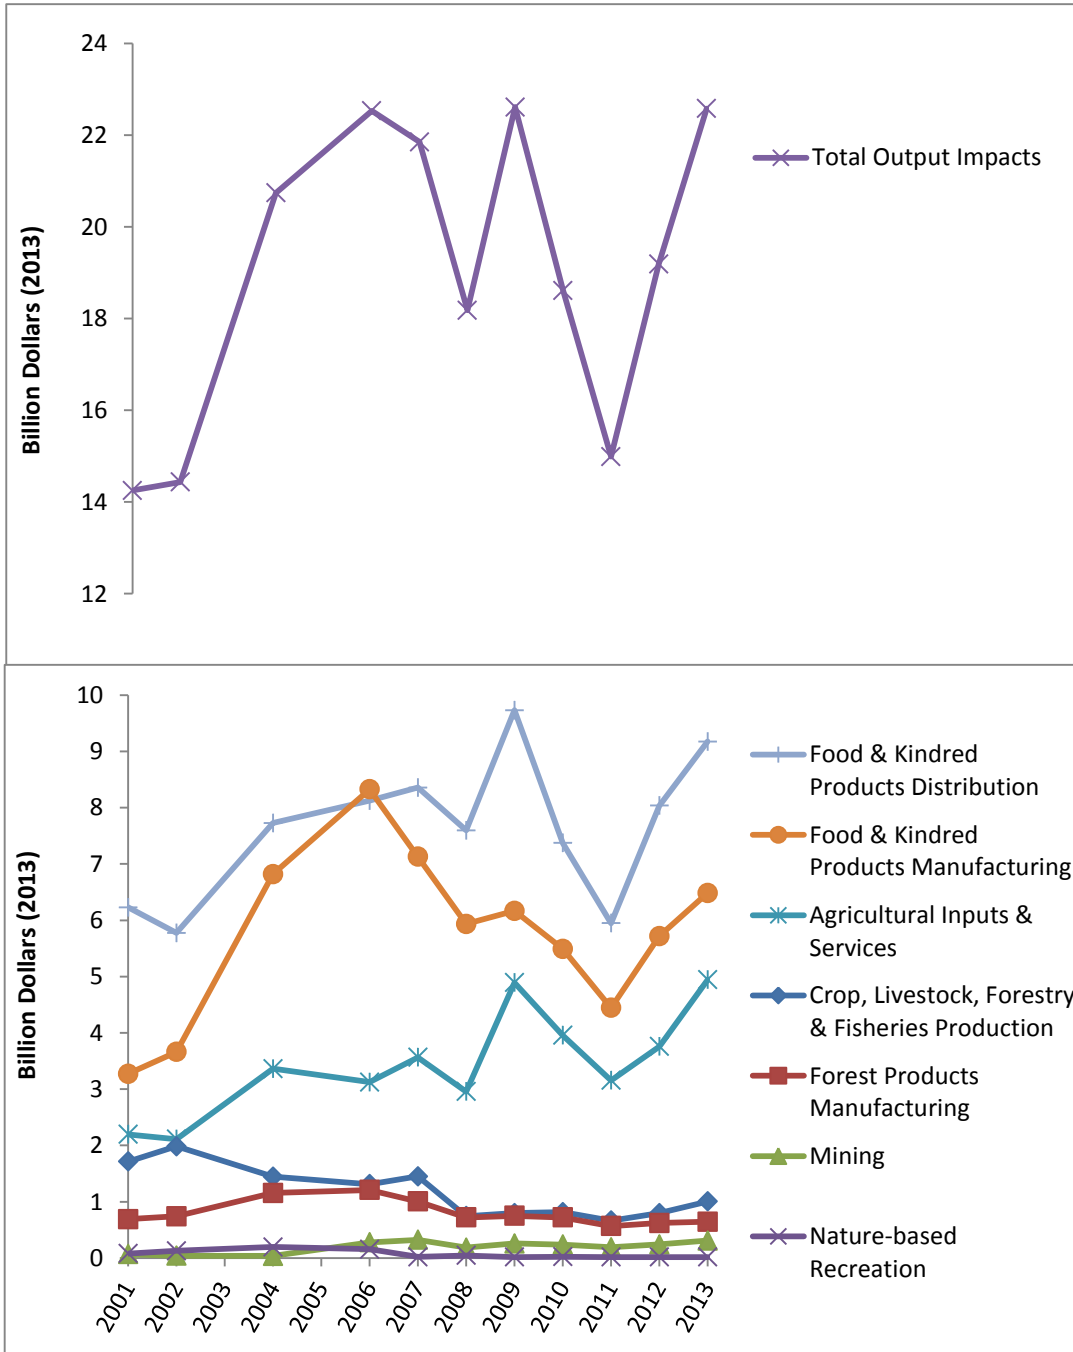 24
22
20
18
16
14
12
Billion Dollars (2013)
Total Output Impacts
10
9
8
7
6
5
4
3
2
1
0
Billion Dollars (2013)
2001
2002
2003
2004
2005
2006
2007
2008
2009
2010
2011
2012
2013
Food & Kindred
Products Distribution
Food & Kindred
Products Manufacturing
Agricultural Inputs &
Services
Crop, Livestock, Forestry
& Fisheries Production
Forest Products
Manufacturing
Mining
Nature-based
Recreation